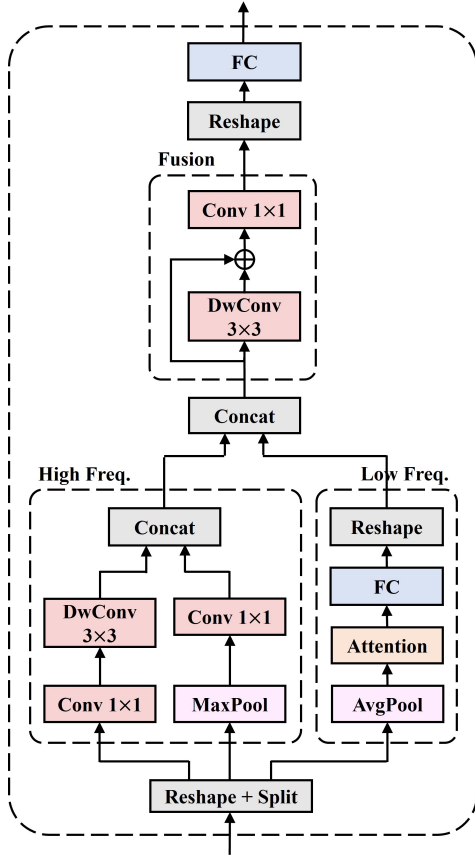 FC
Reshape
Fusion
Conv 1×1
DwConv
3×3
Concat
High Freq.
Low Freq.
Concat
Reshape
DwConv
3×3
Conv 1×1
FC
Attention
Conv 1×1
MaxPool
AvgPool
Reshape + Split